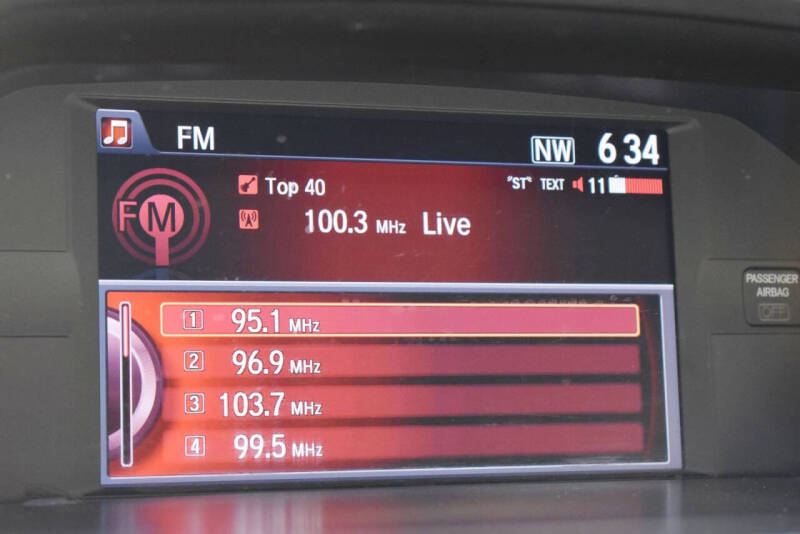 FM NW 6 34
Top 40 "ST" TEXT 11
FM 100.3 MHz Live
1 95.1 MHz
2 96.9 MHz
3 103.7 MHz
4 99.5 MHz
PASSENGER
AIRBAG
OFF